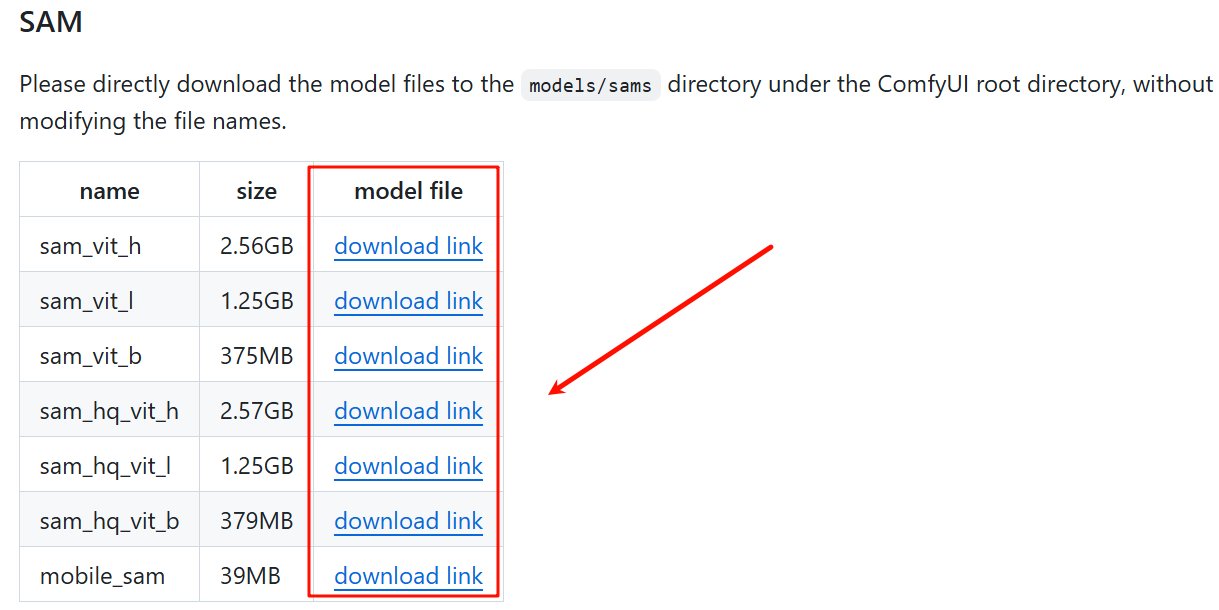 SAM
Please directly download the model files to the models/sams directory under the ComfyUI root directory, without
modifying the file names.
name size model file
sam_vit_h 2.56GB download link
sam_vit_l 1.25GB download link
sam_vit_b 375MB download link
sam_hq_vit_h 2.57GB download link
sam_hq_vit_l 1.25GB download link
sam_hq_vit_b 379MB download link
mobile_sam 39MB download link